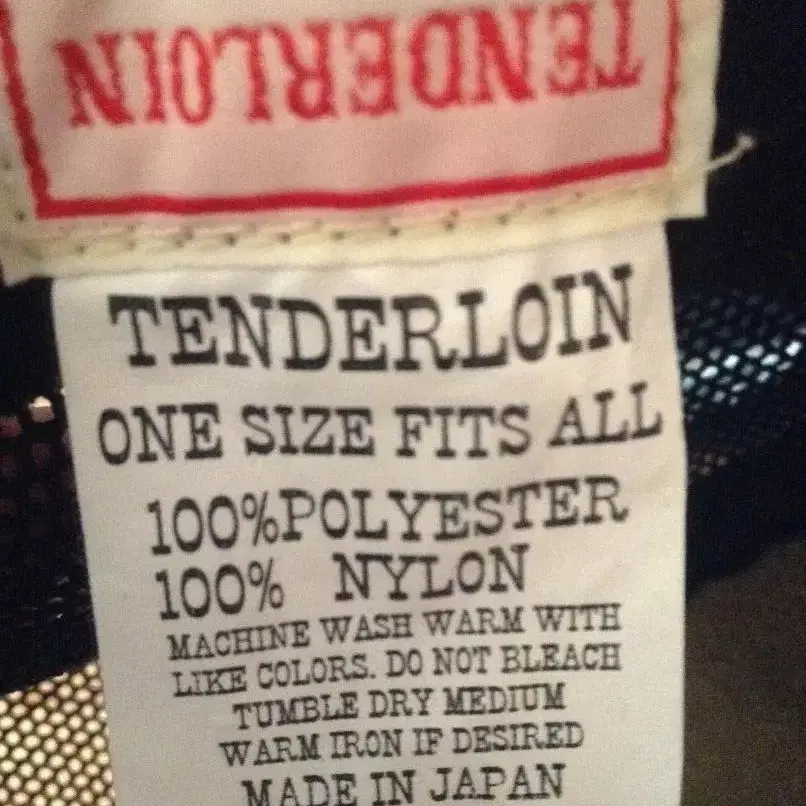 TENDERLOIN
TENDERLOIN
ONE SIZE FITS ALL
100%POLYESTER
100% NYLON
MACHINE WASH WARM WITH
LIKE COLORS. DO NOT BLEACH
TUMBLE DRY MEDIUM
WARM IRON IF DESIRED
MADE IN JAPAN